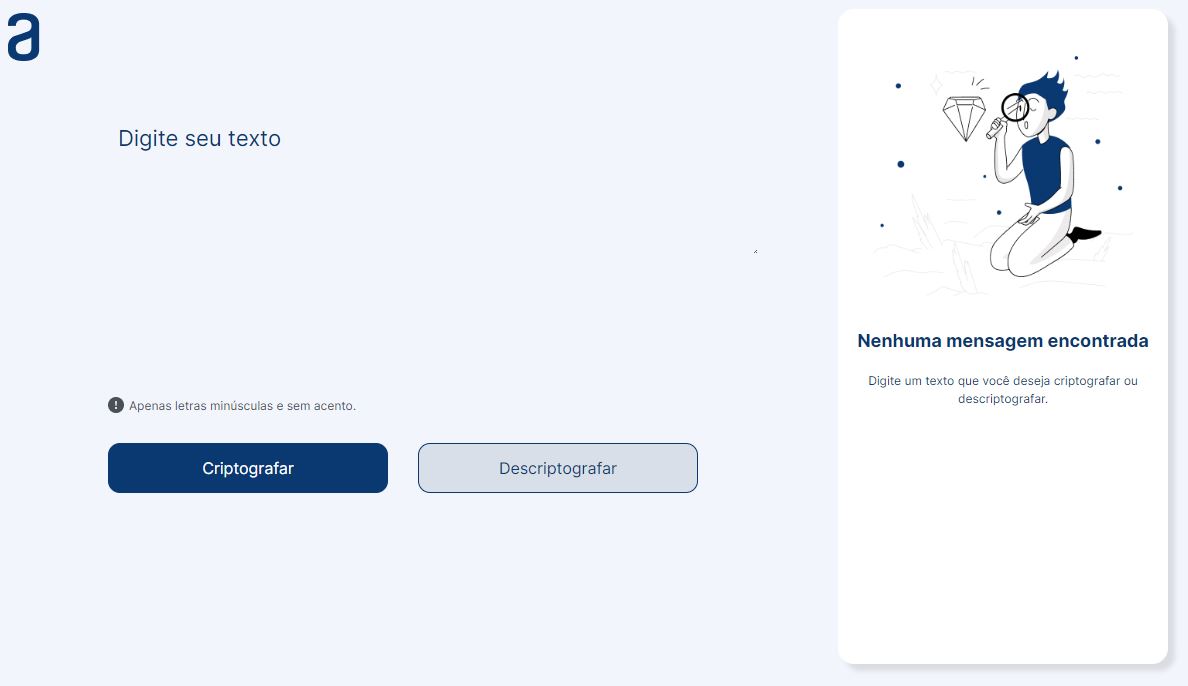 a
Digite seu texto
Apenas letras minúsculas e sem acento.
Criptografar
Descriptografar
Nenhuma mensagem encontrada
Digite um texto que você deseja criptografar ou
descriptografar.